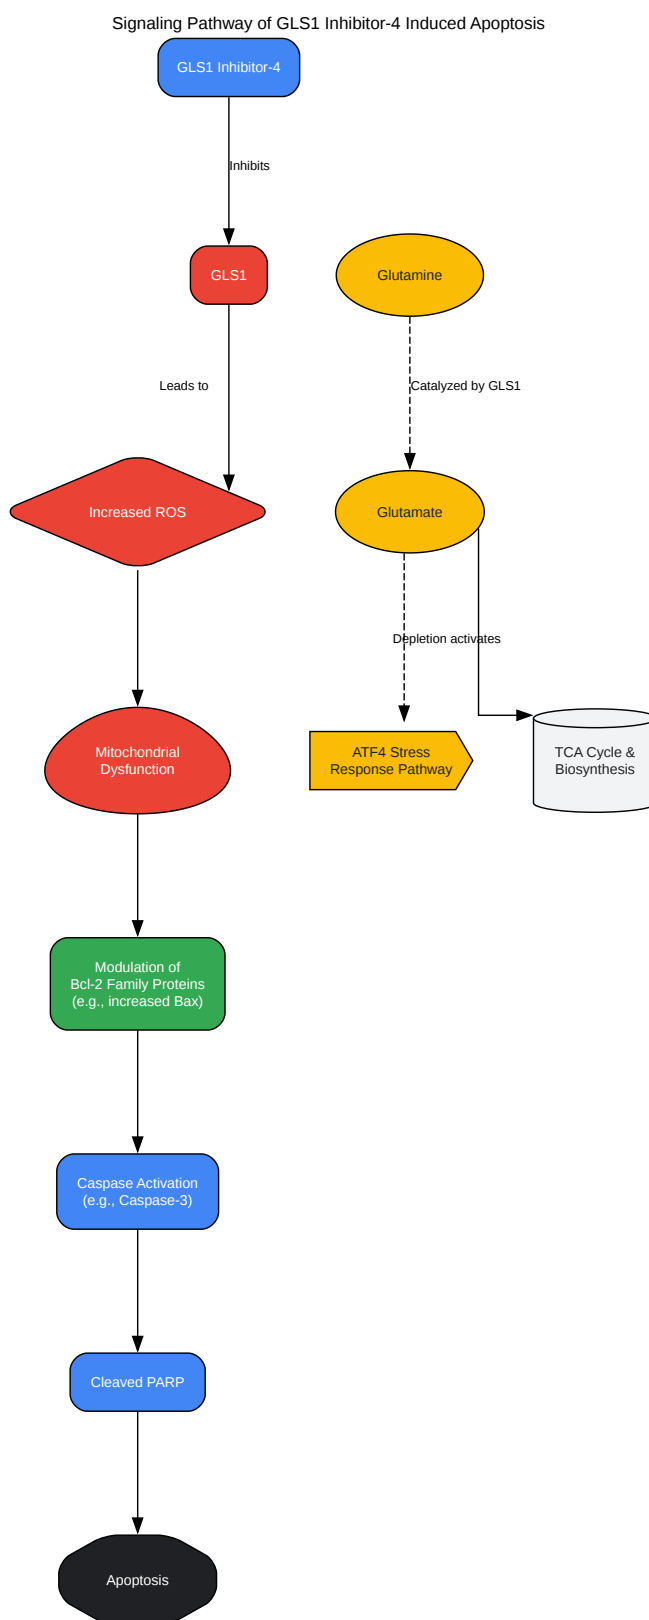 Signaling Pathway of GLS1 Inhibitor-4 Induced Apoptosis
GLS1 Inhibitor-4
Inhibits
GLS1
Glutamine
Leads to
Catalyzed by GLS1
Increased ROS
Glutamate
Depletion activates
Mitochondrial
Dysfunction
ATF4 Stress
Response Pathway
TCA Cycle &
Biosynthesis
Modulation of
Bcl-2 Family Proteins
(e.g., increased Bax)
Caspase Activation
(e.g., Caspase-3)
Cleaved PARP
Apoptosis